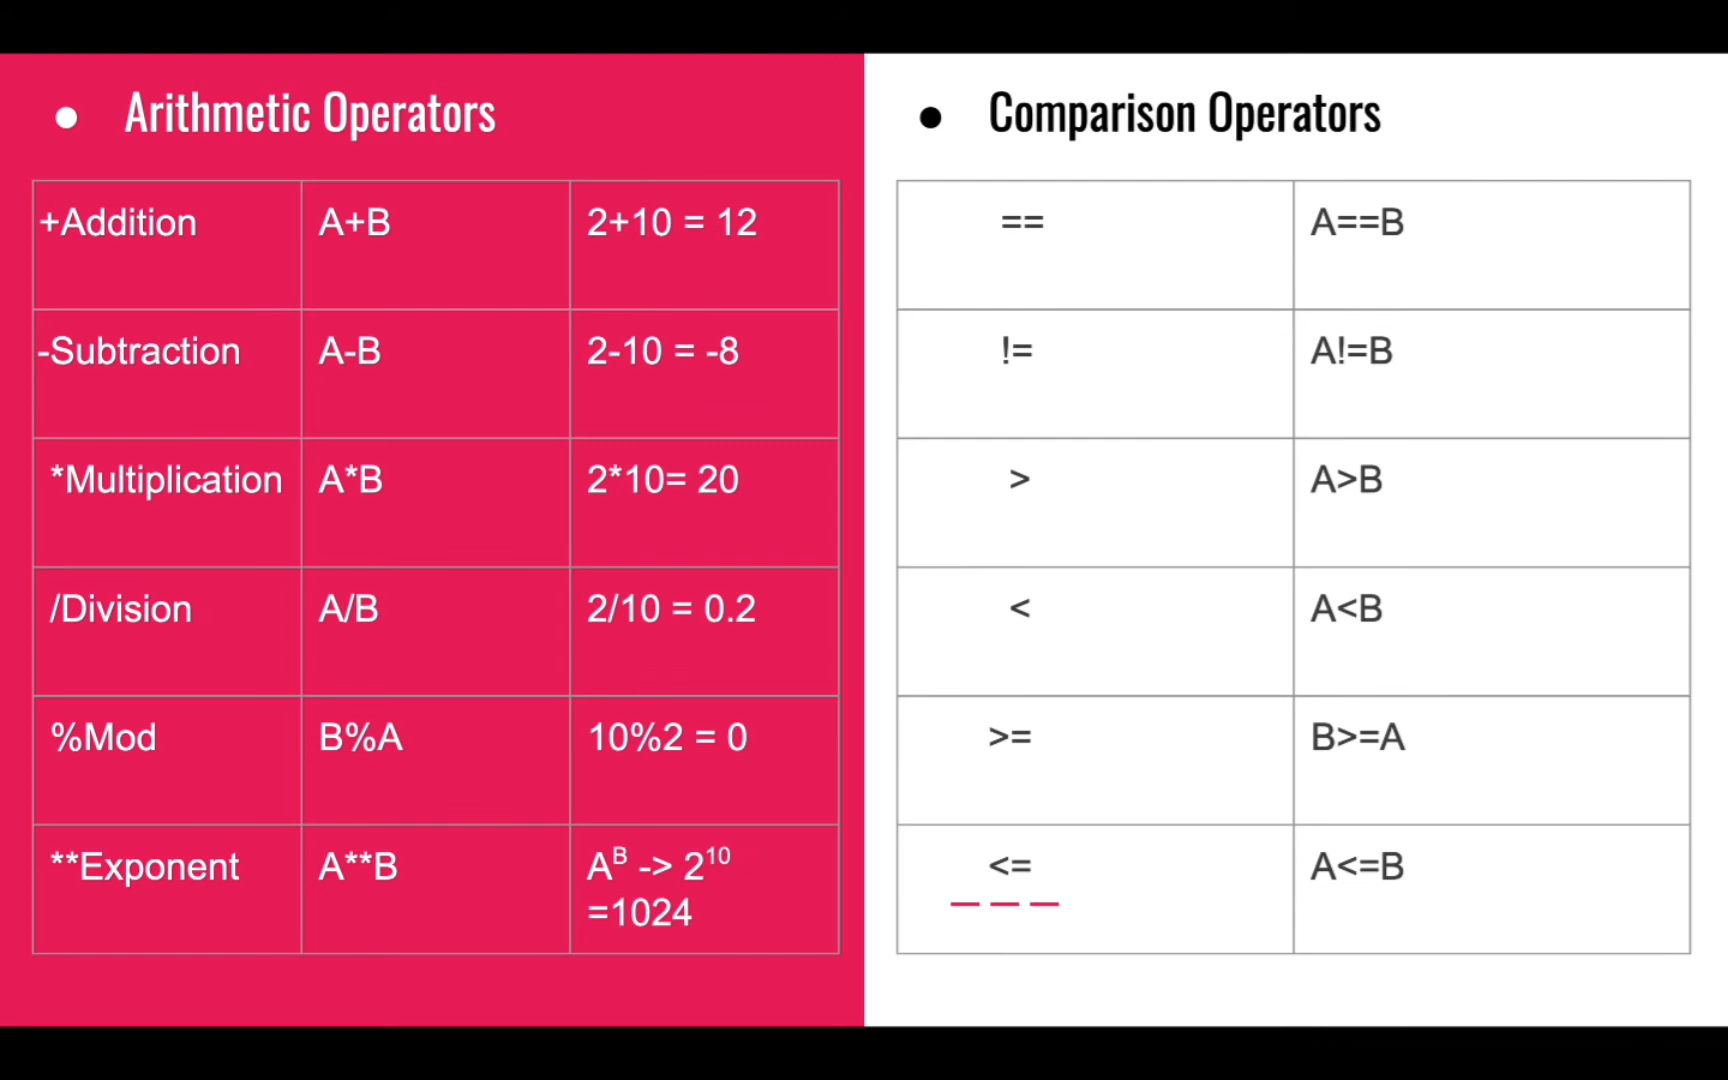 ● Arithmetic Operators
+Addition A+B 2+10 = 12
-Subtraction A-B 2-10 = -8
*Multiplication A*B 2*10= 20
/Division A/B 2/10 = 0.2
%Mod B%A 10%2 = 0
**Exponent A**B Aᴮ -> 2¹⁰
=1024
● Comparison Operators
== A==B
!= A!=B
> A>B
< A<B
>= B>=A
<= A<=B